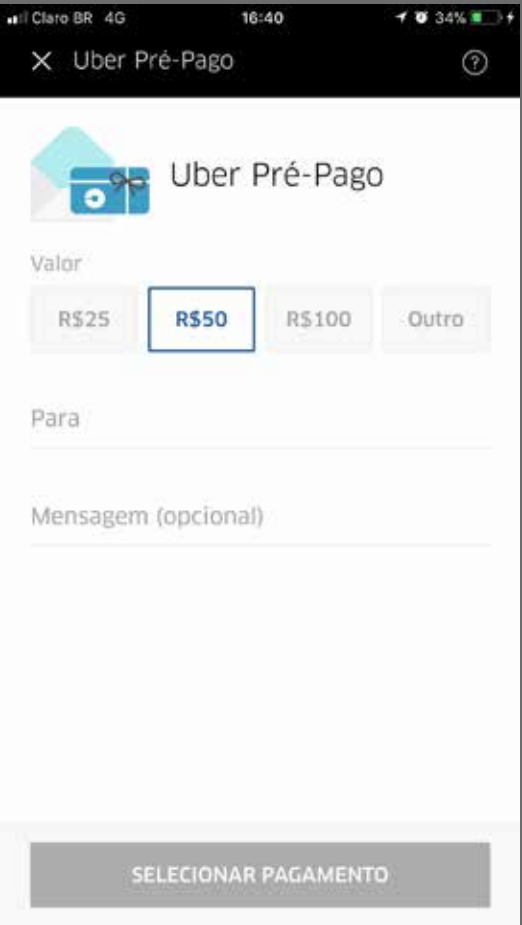 Claro BR 4G 16:40 34%
Uber Pré-Pago
Uber Pré-Pago
Valor
R$25 R$50 R$100 Outro
Para
Mensagem (opcional)
SELECIONAR PAGAMENTO